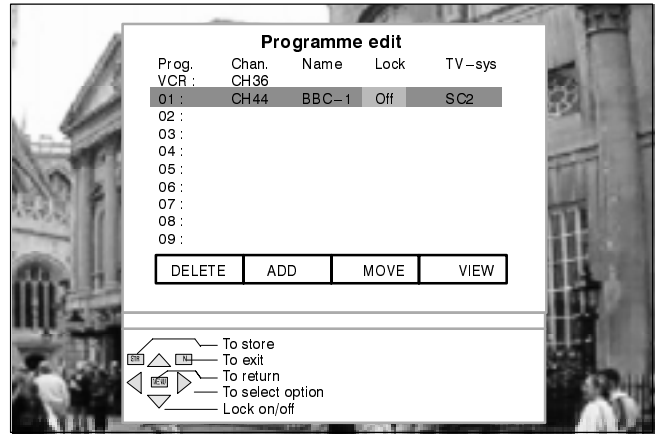 Programme edit
Prog. Chan. Name Lock TV-sys
VCR : CH36
01 : CH44 BBC-1 Off SC2
02 :
03 :
04 :
05 :
06 :
07 :
08 :
09 :
DELETE ADD MOVE VIEW
To store
To exit
To return
To select option
Lock on/off
STR
N